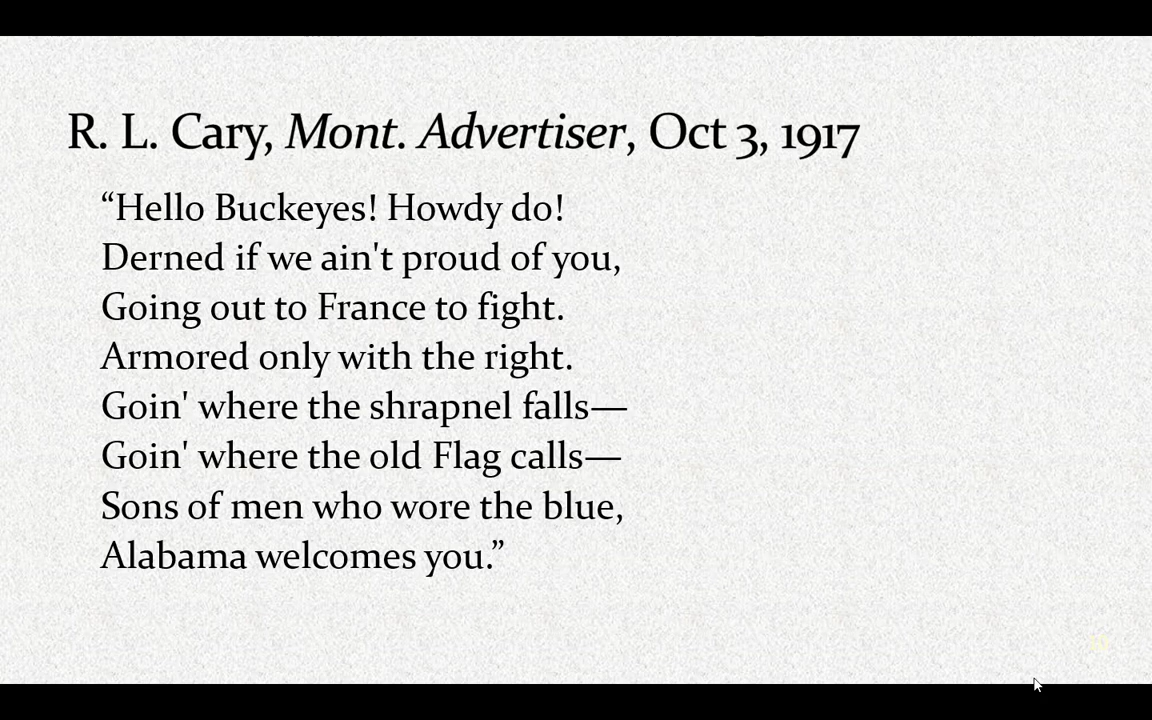 R. L. Cary, Mont. Advertiser, Oct 3, 1917
“Hello Buckeyes! Howdy do!
Derned if we ain't proud of you,
Going out to France to fight.
Armored only with the right.
Goin' where the shrapnel falls—
Goin' where the old Flag calls—
Sons of men who wore the blue,
Alabama welcomes you.”